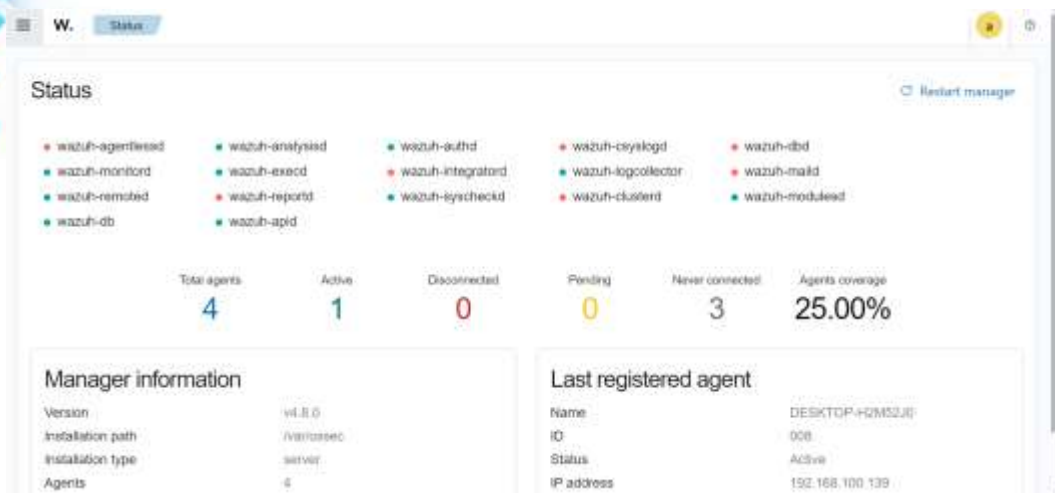 W. Status
a
Status
Restart manager
wazuh-agentlessd wazuh-analysisd wazuh-authd wazuh-csyslogd wazuh-dbd
wazuh-monitord wazuh-execd wazuh-integratord wazuh-logcollector wazuh-maild
wazuh-remoted wazuh-reportd wazuh-syscheckd wazuh-clusterd wazuh-modulesd
wazuh-db wazuh-apid
Total agents Active Disconnected Pending Never connected Agents coverage
4 1 0 0 3 25.00%
Manager information
Version v4.8.0
Installation path /var/ossec
Installation type server
Agents 4
Last registered agent
Name DESKTOP-H2M52J0
ID 008
Status Active
IP address 192.168.100.139